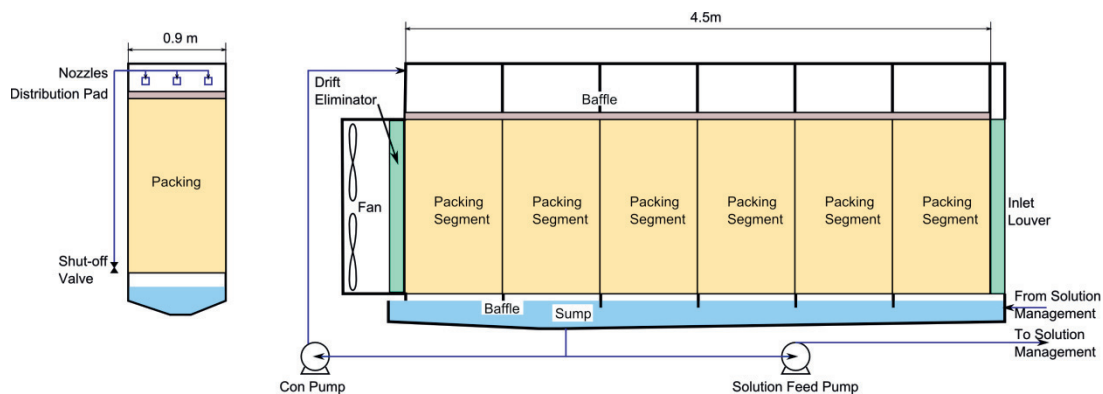 0.9 m
Nozzles
Distribution Pad
Packing
Shut-off
Valve
4.5m
Drift
Eliminator
Baffle
Fan
Packing
Segment
Packing
Segment
Packing
Segment
Packing
Segment
Packing
Segment
Packing
Segment
Inlet
Louver
Baffle
Sump
From Solution
Management
To Solution
Management
Con Pump
Solution Feed Pump